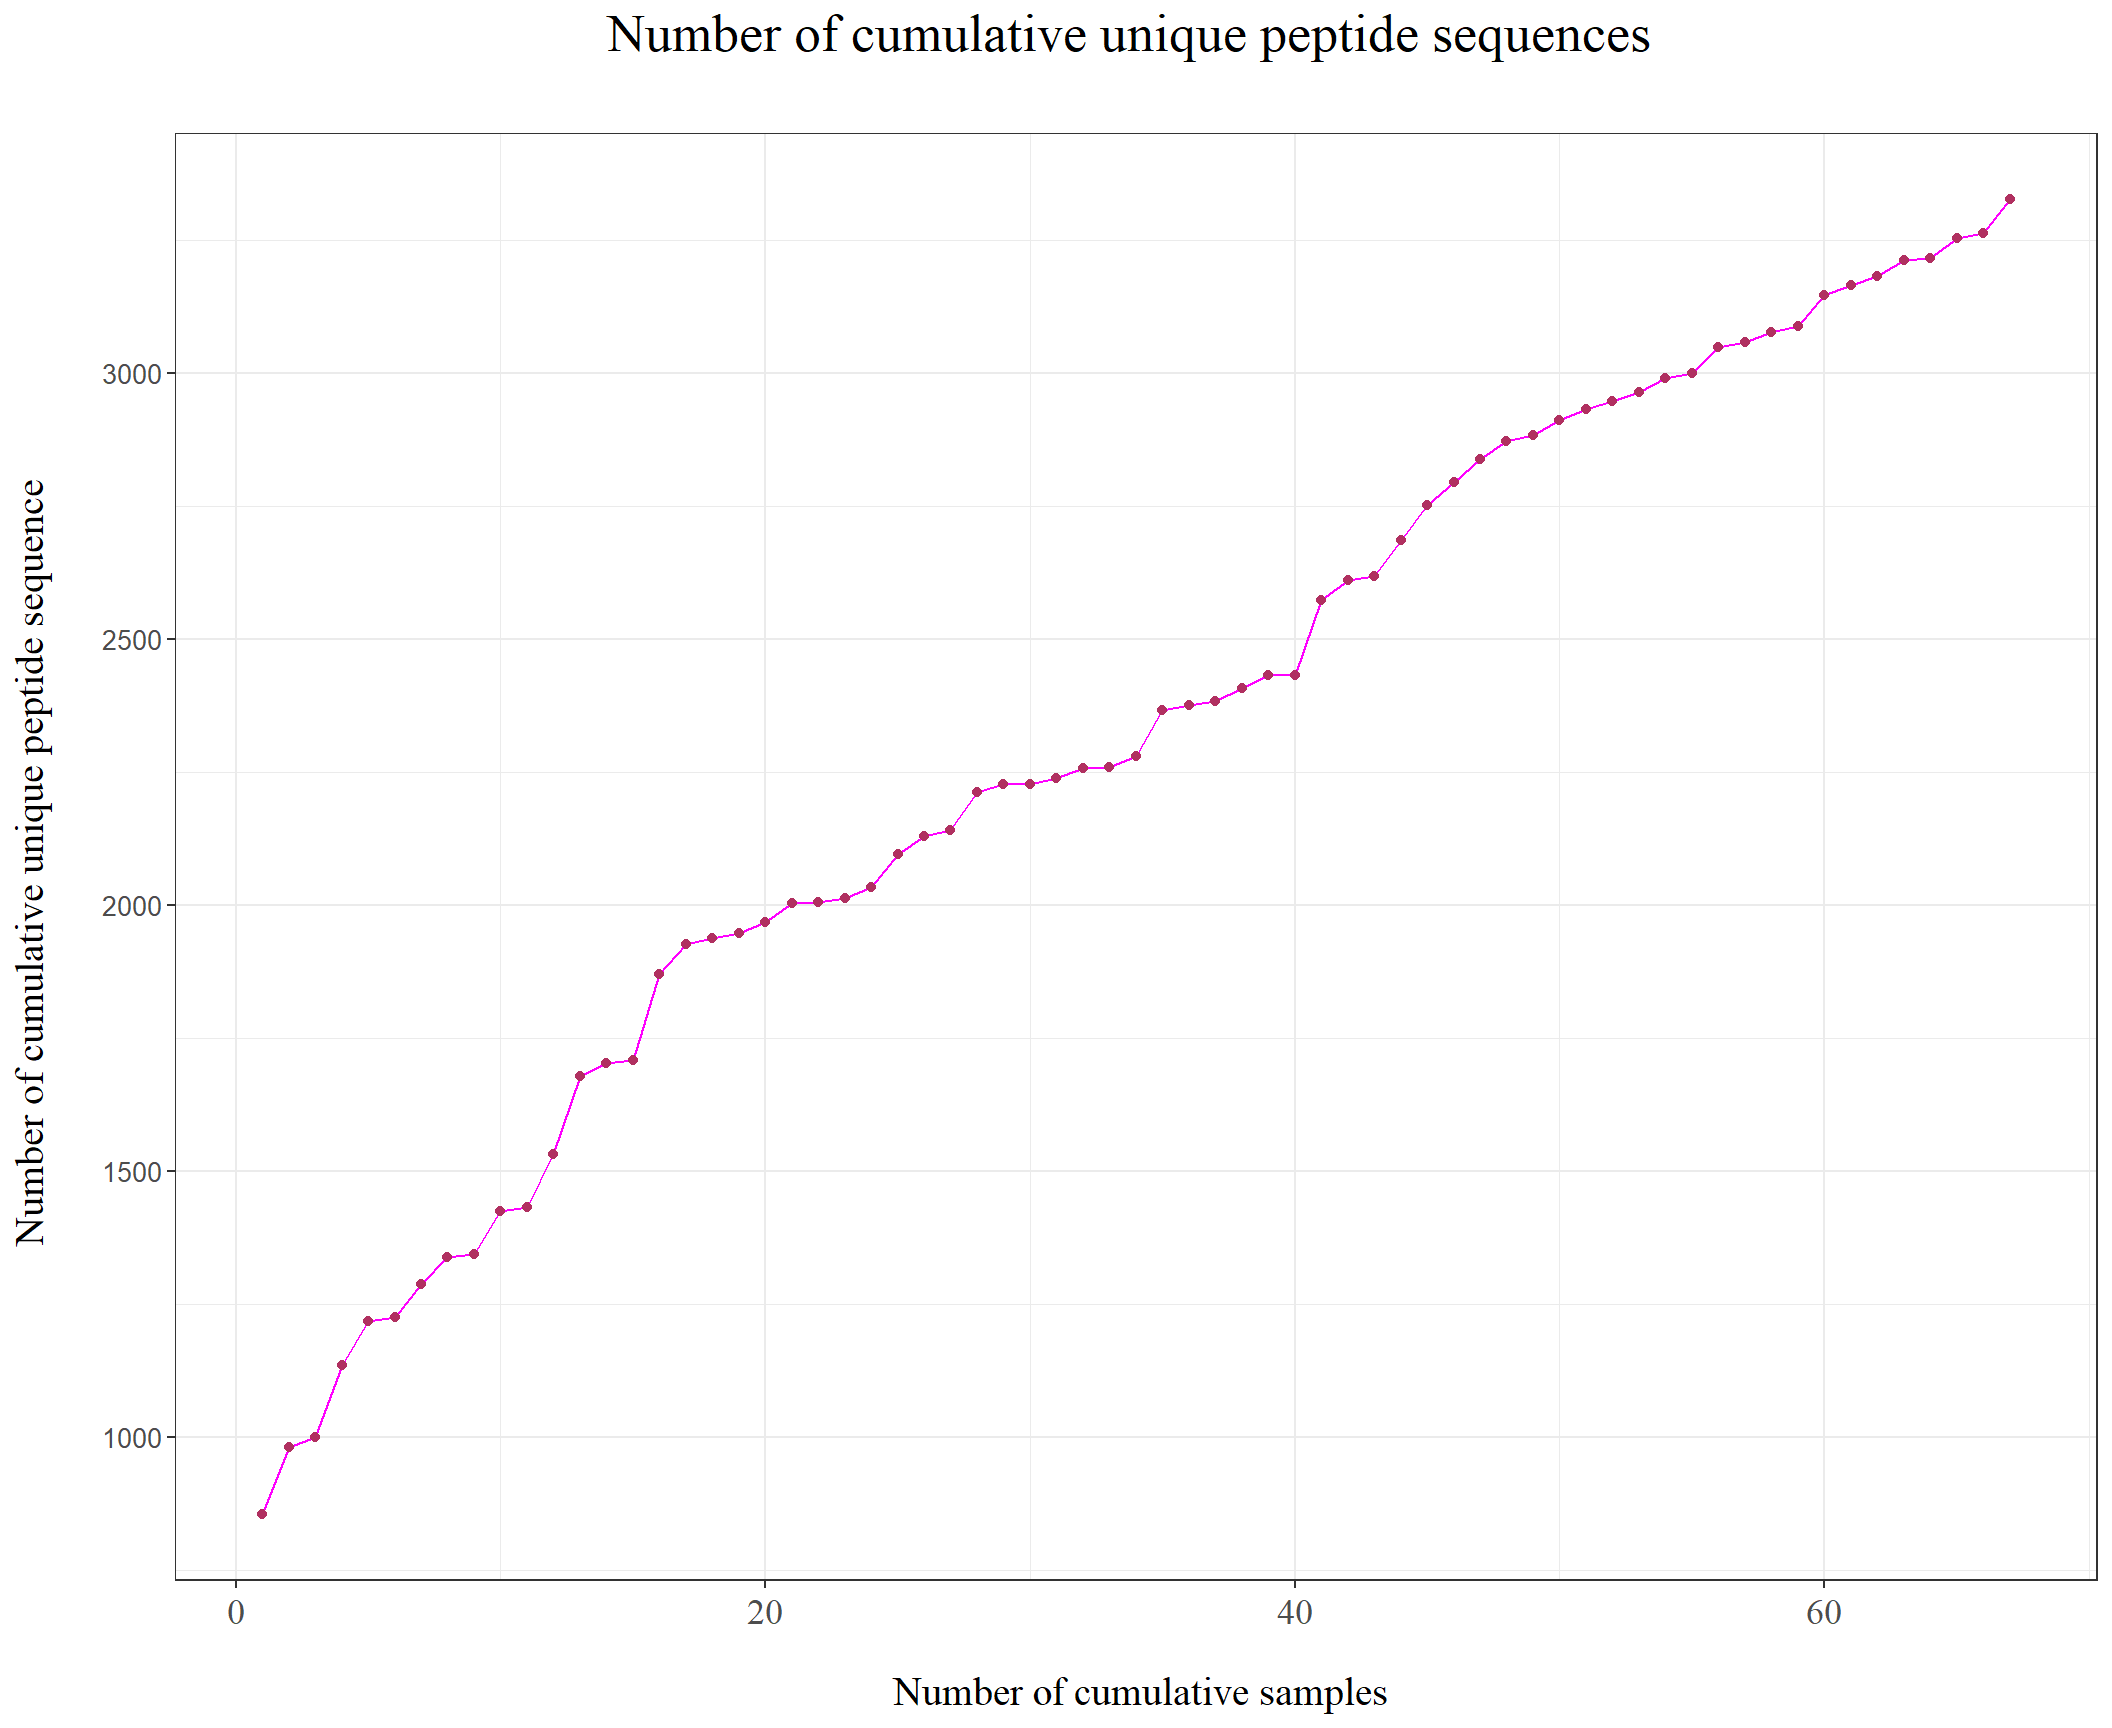 Number of cumulative unique peptide sequences
Number of cumulative unique peptide sequence
3000
2500
2000
1500
1000
0 20 40 60
Number of cumulative samples